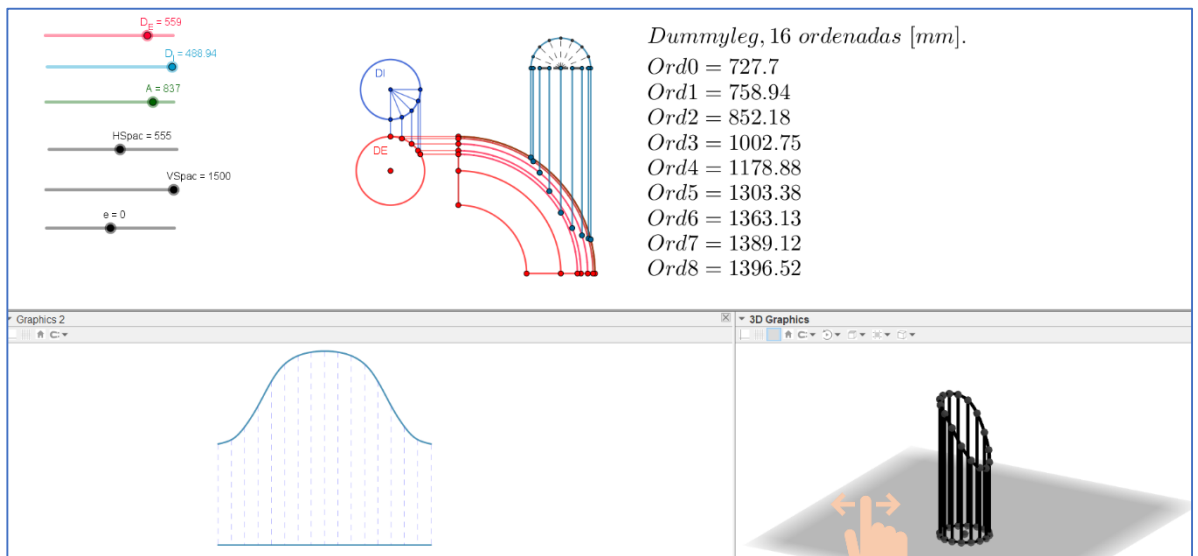 D_E = 559
D_I = 488.94
A = 837
HSpac = 555
VSpac = 1500
e = 0
DI
DE
Dummyleg, 16 ordenadas [mm].
Ord0 = 727.7
Ord1 = 758.94
Ord2 = 852.18
Ord3 = 1002.75
Ord4 = 1178.88
Ord5 = 1303.38
Ord6 = 1363.13
Ord7 = 1389.12
Ord8 = 1396.52
Graphics 2
3D Graphics